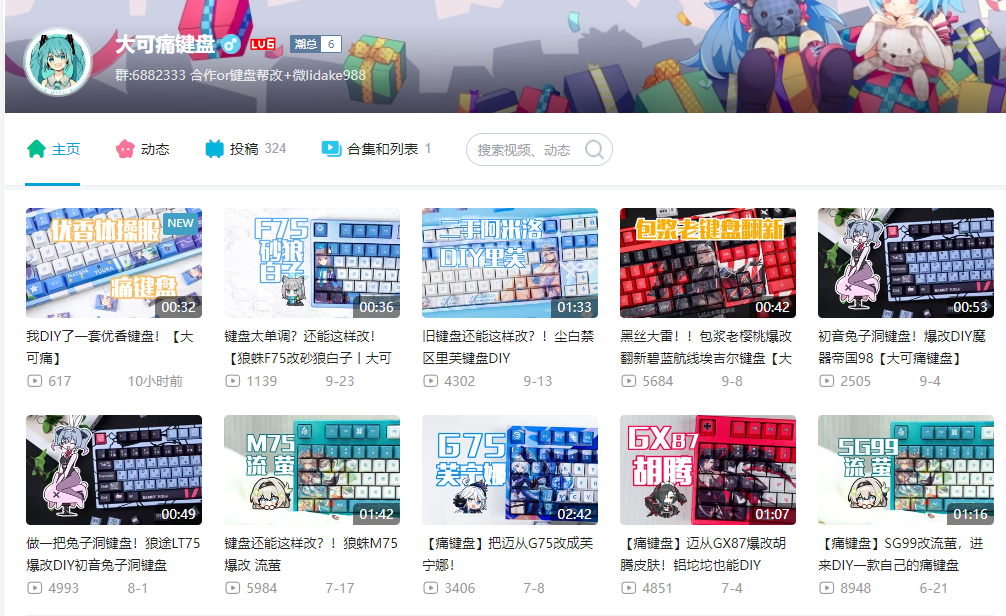 大可痛键盘 LV6 潮总 6
群:6882333 合作or键盘帮改+微lidake988
主页 动态 投稿 324 合集和列表 1 搜索视频、动态
优香体操服 NEW
痛键盘
00:32
F75
砂狼
白子
00:36
二手阿米洛
DIY里芙
01:33
包浆老键盘翻新
00:42
00:53
我DIY了一套优香键盘！【大
可痛】
617 10小时前
键盘太单调？还能这样改！
【狼蛛F75改砂狼白子丨大可
1139 9-23
旧键盘还能这样改？！尘白禁
区里芙键盘DIY
4302 9-13
黑丝大雷！！包浆老樱桃爆改
翻新碧蓝航线埃吉尔键盘【大
5684 9-8
初音兔子洞键盘！爆改DIY魔
器帝国98【大可痛键盘】
2505 9-4
00:49
M75
流萤
01:42
G75
芙宁娜
02:42
GX87
胡腾
01:07
SG99
流萤
01:16
做一把兔子洞键盘！狼途LT75
爆改DIY初音兔子洞键盘
4993 8-1
键盘还能这样改？！狼蛛M75
爆改 流萤
5984 7-17
【痛键盘】把迈从G75改成芙
宁娜！
3406 7-8
【痛键盘】迈从GX87爆改胡
腾皮肤！铝坨坨也能DIY
4851 7-4
【痛键盘】SG99改流萤，进
来DIY一款自己的痛键盘
8948 6-21